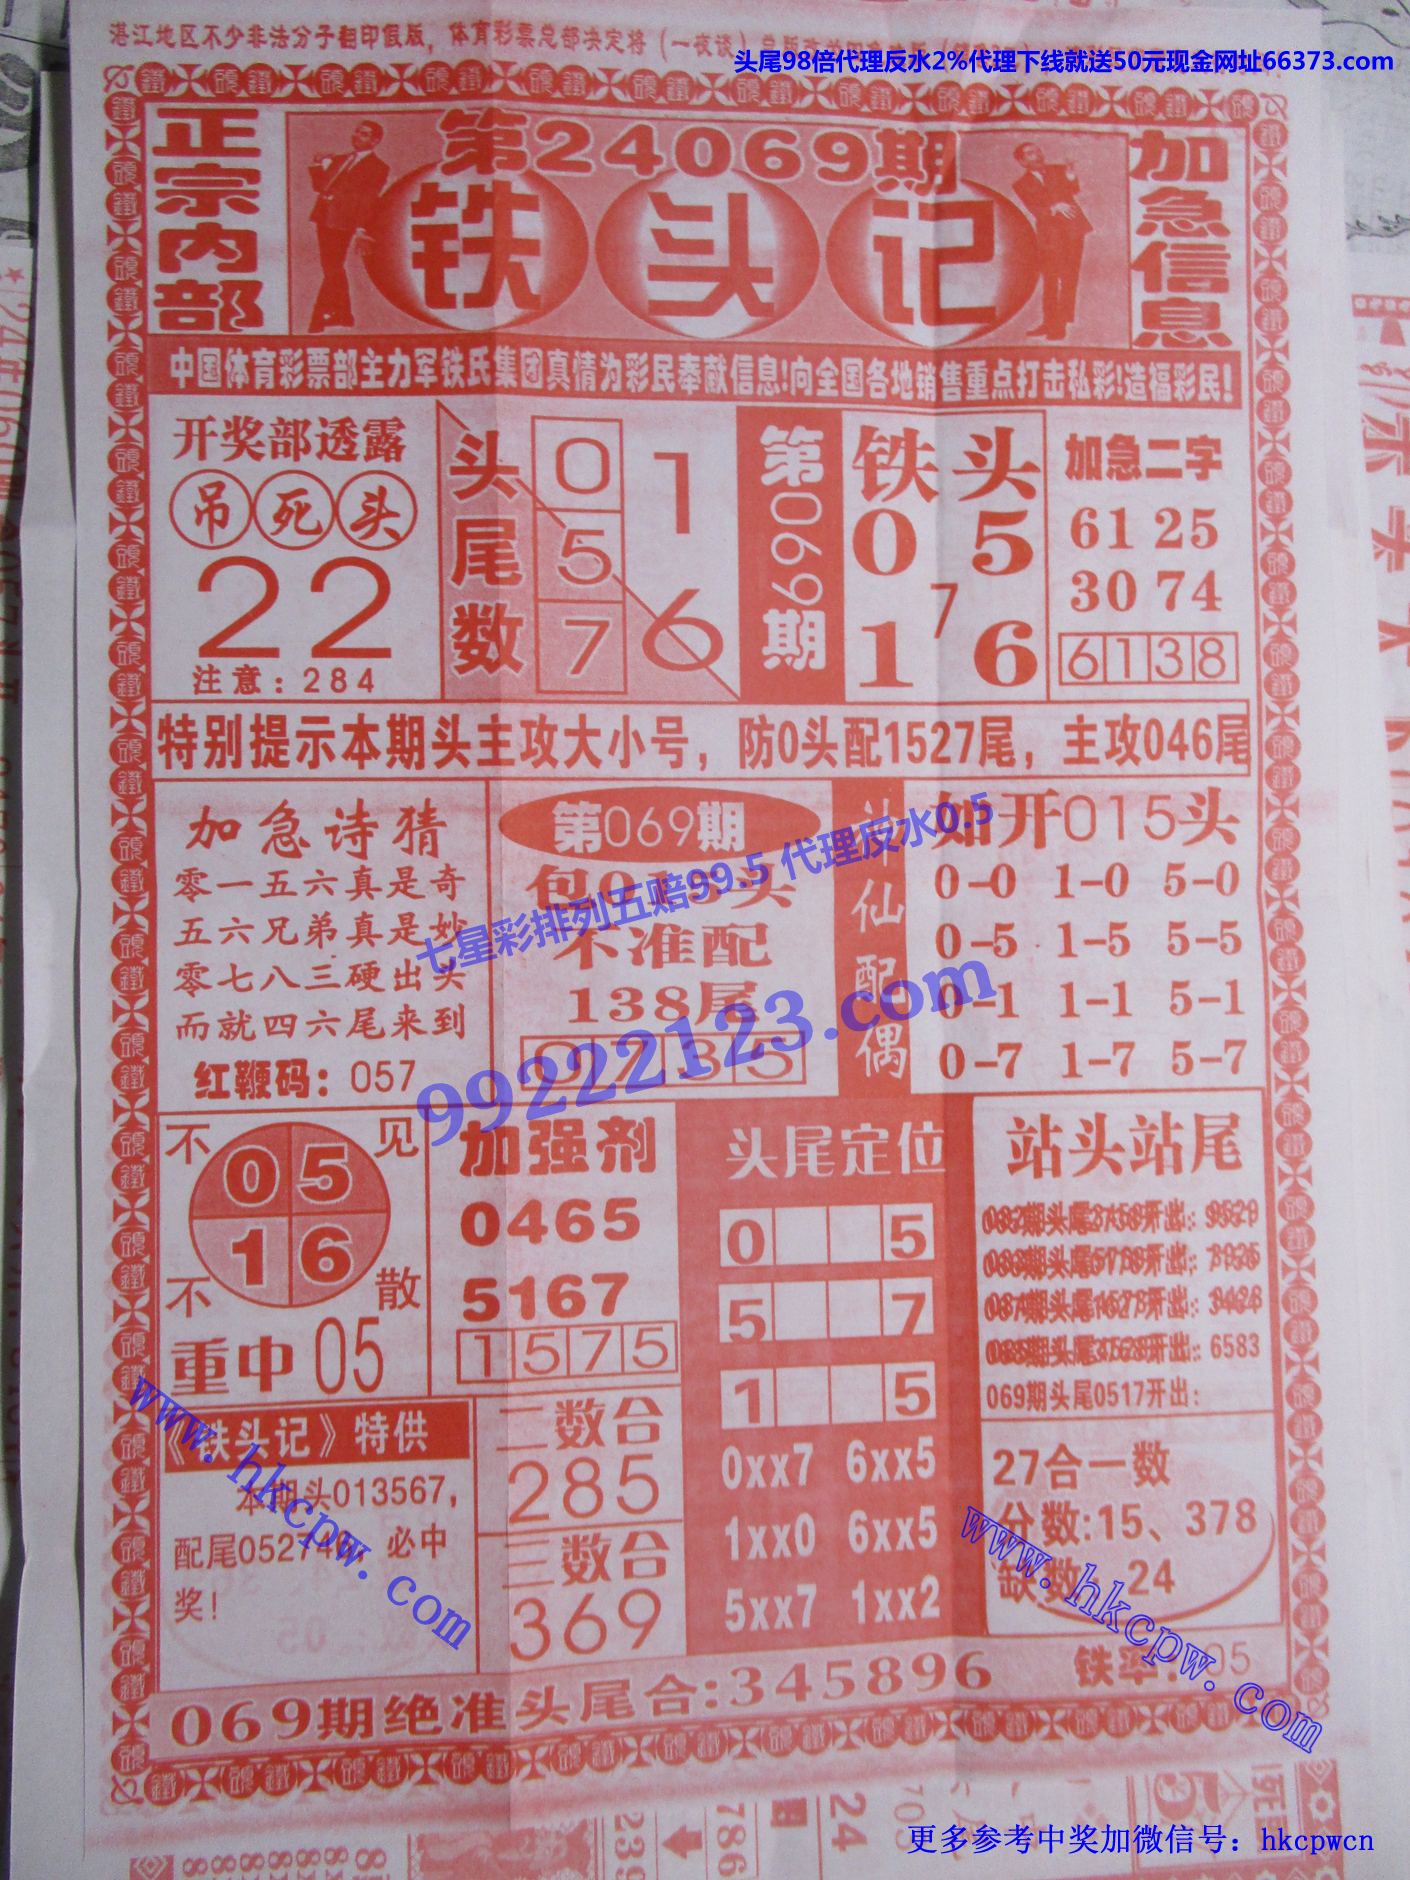 湛江地区不少非法分子翻印假版，体育彩票总部决定将（一夜谈）
头尾98倍代理反水2%代理下线就送50元现金网址66373.com
正宗内部
第24069期
铁头记
加急信息
中国体育彩票部主力军铁氏集团真情为彩民奉献信息!向全国各地销售重点打击私彩!造福彩民!
开奖部透露
吊死头
22
注意：284
头尾数
0 1
5
7 6
第069期
铁头
0 5
7
1 6
加急二字
61 25
30 74
6138
特别提示本期头主攻大小号，防0头配1527尾，主攻046尾
加急诗猜
零一五六真是奇
五六兄弟真是妙
零七八三硬出头
而就四六尾来到
红鞭码：057
第069期
不准配
138尾
0735
七星彩排列五赔99.5 代理反水0.5
99222123.com
仙配偶
如开015头
0-0 1-0 5-0
0-5 1-5 5-5
0-1 1-1 5-1
0-7 1-7 5-7
不见不散
05
16
重中05
加强剂
0465
5167
1575
头尾定位
0 5
5 7
1 5
0xx7 6xx5
1xx0 6xx5
5xx7 1xx2
站头站尾
6583
069期头尾0517开出:
《铁头记》特供
本期头013567,
必中
奖!
二数合
285
三数合
369
27合一数
分数:15、378
缺数: 24
铁率:05
069期绝准头尾合:345896
www.hkcpw.com
www.hkcpw.com
更多参考中奖加微信号：hkcpwcn